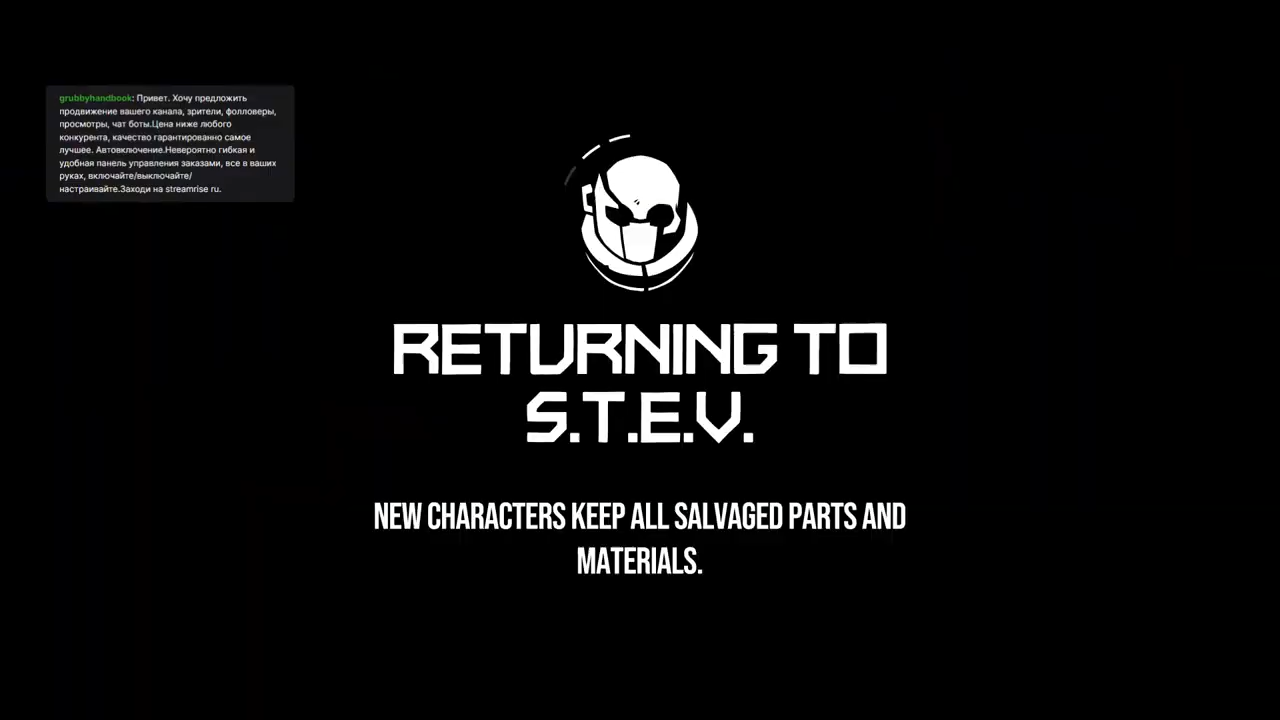 grubbyhandbook: Привет. Хочу предложить
продвижение вашего канала, зрители, фолловеры,
просмотры, чат боты.Цена ниже любого
конкурента, качество гарантированно самое
лучшее. Автовключение.Невероятно гибкая и
удобная панель управления заказами, все в ваших
руках, включайте/выключайте/
настраивайте.Заходи на streamrise ru.
RETURNING TO
S.T.E.V.
NEW CHARACTERS KEEP ALL SALVAGED PARTS AND
MATERIALS.